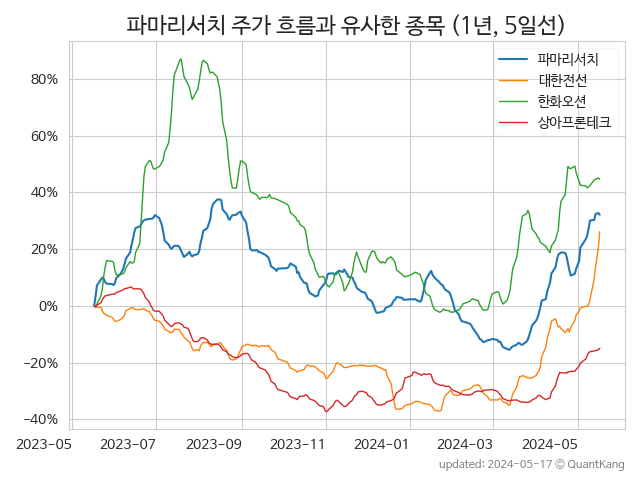 파마리서치 주가 흐름과 유사한 종목 (1년, 5일선)
파마리서치
대한전선
한화오션
상아프론테크
80%
60%
40%
20%
0%
−20%
−40%
2023-05 2023-07 2023-09 2023-11 2024-01 2024-03 2024-05
updated: 2024-05-17 © QuantKang